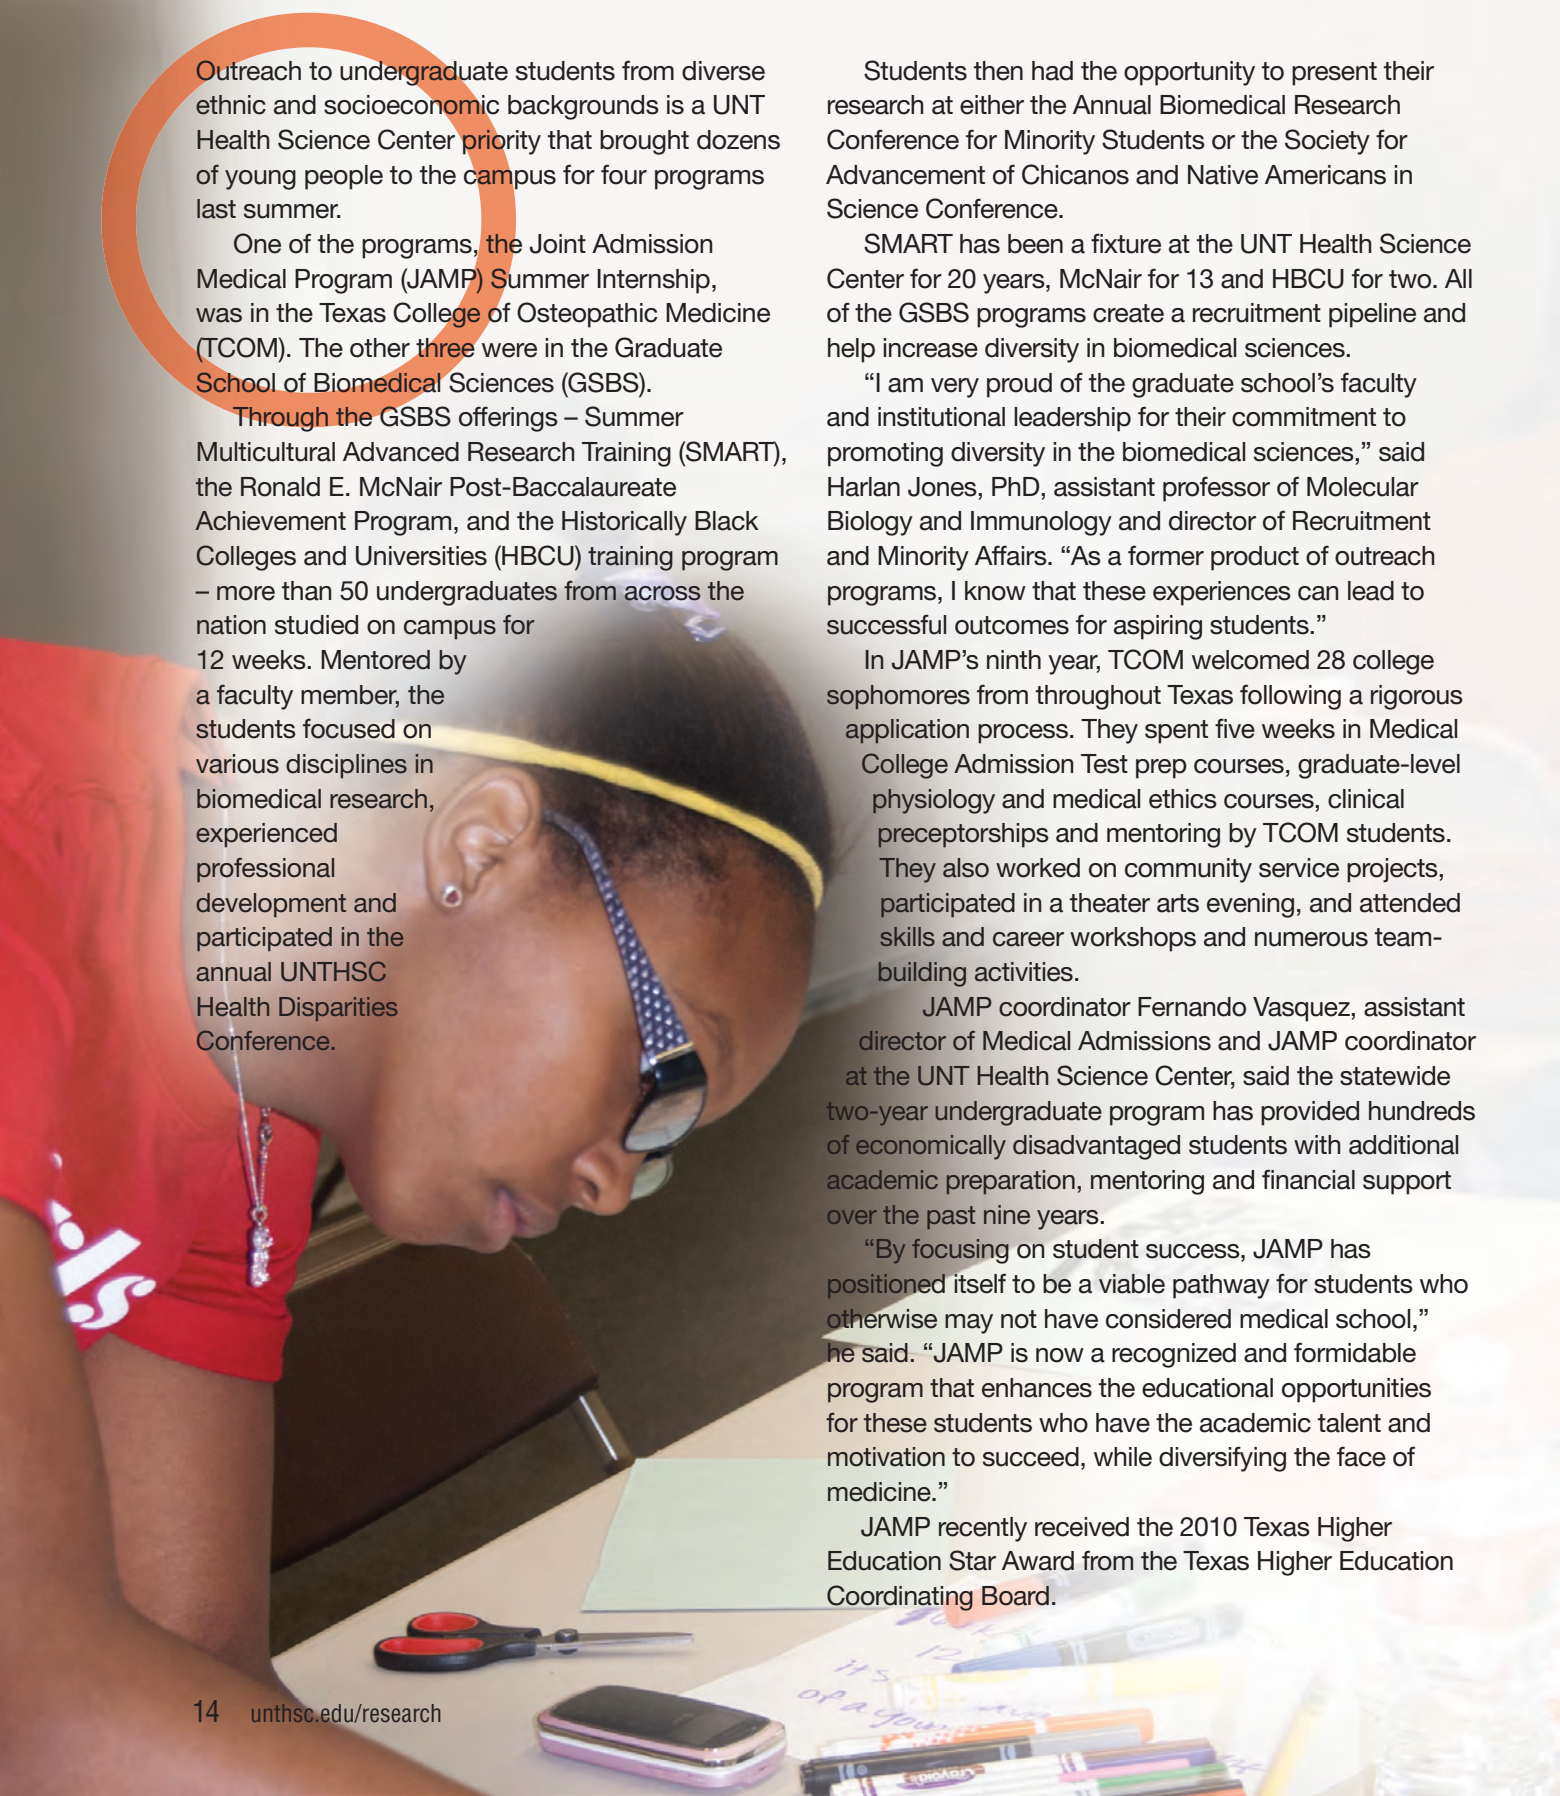 Outreach to undergraduate students from diverse
ethnic and socioeconomic backgrounds is a UNT
Health Science Center priority that brought dozens
of young people to the campus for four programs
last summer.
One of the programs, the Joint Admission
Medical Program (JAMP) Summer Internship,
was in the Texas College of Osteopathic Medicine
(TCOM). The other three were in the Graduate
School of Biomedical Sciences (GSBS).
Through the GSBS offerings – Summer
Multicultural Advanced Research Training (SMART),
the Ronald E. McNair Post-Baccalaureate
Achievement Program, and the Historically Black
Colleges and Universities (HBCU) training program
– more than 50 undergraduates from across the
nation studied on campus for
12 weeks. Mentored by
a faculty member, the
students focused on
various disciplines in
biomedical research,
experienced
professional
development and
participated in the
annual UNTHSC
Health Disparities
Conference.
Students then had the opportunity to present their
research at either the Annual Biomedical Research
Conference for Minority Students or the Society for
Advancement of Chicanos and Native Americans in
Science Conference.
SMART has been a fixture at the UNT Health Science
Center for 20 years, McNair for 13 and HBCU for two. All
of the GSBS programs create a recruitment pipeline and
help increase diversity in biomedical sciences.
“I am very proud of the graduate school’s faculty
and institutional leadership for their commitment to
promoting diversity in the biomedical sciences,” said
Harlan Jones, PhD, assistant professor of Molecular
Biology and Immunology and director of Recruitment
and Minority Affairs. “As a former product of outreach
programs, I know that these experiences can lead to
successful outcomes for aspiring students.”
In JAMP’s ninth year, TCOM welcomed 28 college
sophomores from throughout Texas following a rigorous
application process. They spent five weeks in Medical
College Admission Test prep courses, graduate-level
physiology and medical ethics courses, clinical
preceptorships and mentoring by TCOM students.
They also worked on community service projects,
participated in a theater arts evening, and attended
skills and career workshops and numerous team-
building activities.
JAMP coordinator Fernando Vasquez, assistant
director of Medical Admissions and JAMP coordinator
at the UNT Health Science Center, said the statewide
two-year undergraduate program has provided hundreds
of economically disadvantaged students with additional
academic preparation, mentoring and financial support
over the past nine years.
“By focusing on student success, JAMP has
positioned itself to be a viable pathway for students who
otherwise may not have considered medical school,”
he said. “JAMP is now a recognized and formidable
program that enhances the educational opportunities
for these students who have the academic talent and
motivation to succeed, while diversifying the face of
medicine.”
JAMP recently received the 2010 Texas Higher
Education Star Award from the Texas Higher Education
Coordinating Board.
12
its
of a your
Crayola
14 unthsc.edu/research